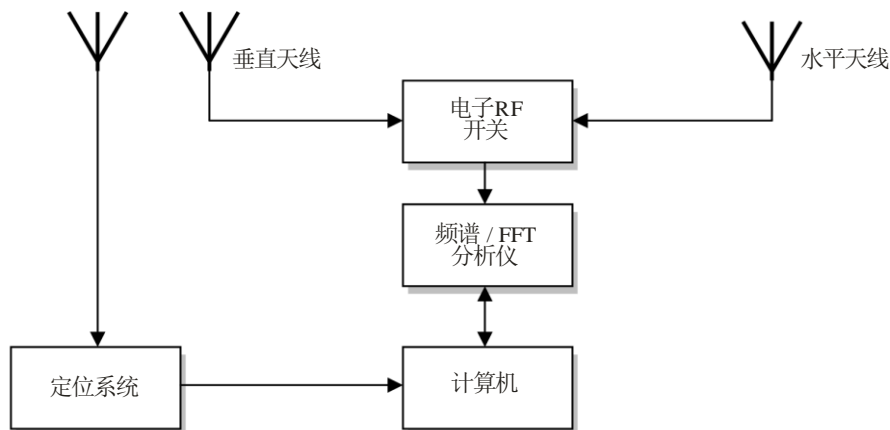 垂直天线
水平天线
电子RF
开关
频谱 / FFT
分析仪
定位系统
计算机